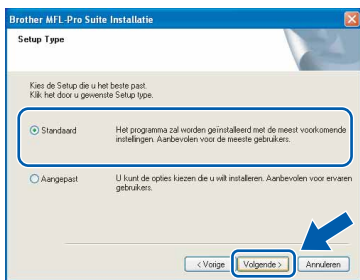 Brother MFL-Pro Suite Installatie
Setup Type
Kies de Setup die u het beste past.
Klik het door u gewenste Setup type.
Standaard
Het programma zal worden geïnstalleerd met de meest voorkomende
instellingen. Aanbevolen voor de meeste gebruikers.
Aangepast
U kunt de opties kiezen die u wilt installeren. Aanbevolen voor ervaren
gebruikers.
< Vorige
Volgende >
Annuleren